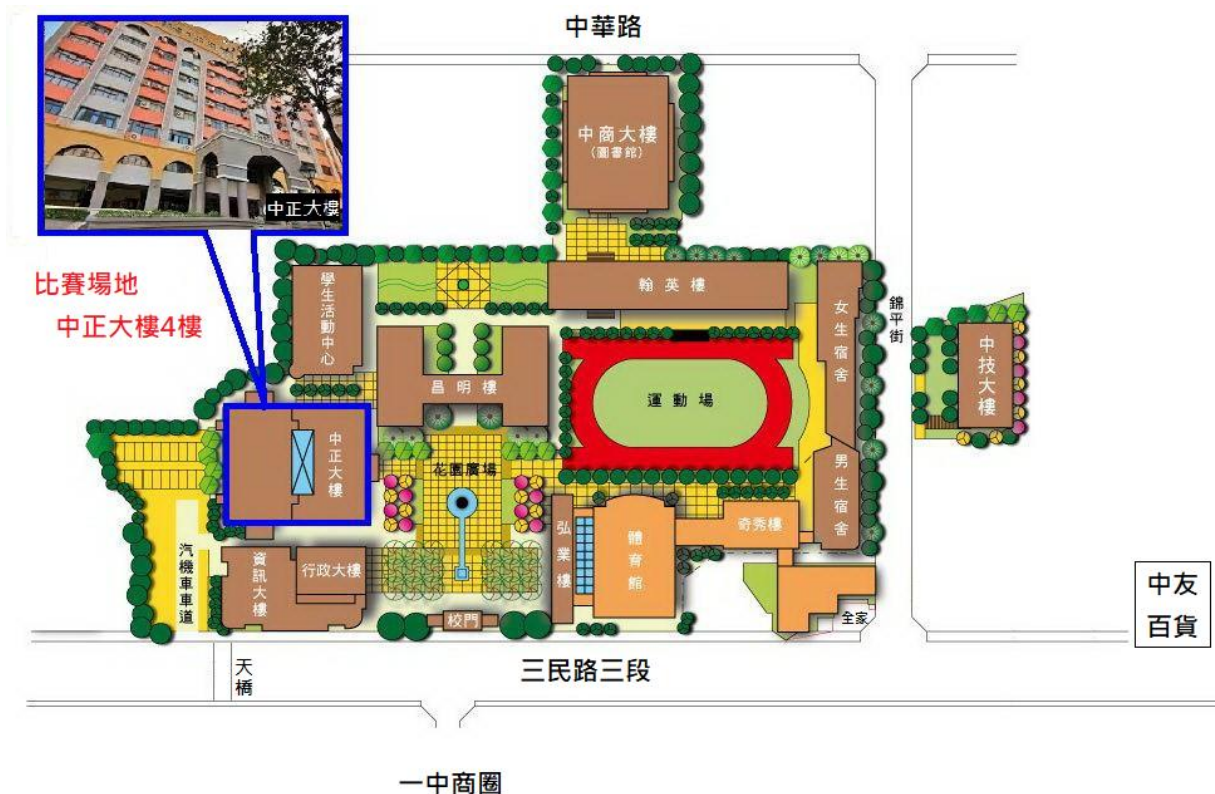 中華路
中商大樓
(圖書館)
中正大樓
比賽場地
中正大樓4樓
學生活動中心
翰英樓
女生宿舍
錦平街
中技大樓
昌明樓
運動場
中正大樓
花園廣場
男生宿舍
弘業樓
體育館
奇秀樓
汽機車車道
資訊大樓
行政大樓
校門
全家
中友
百貨
天橋
三民路三段
一中商圈